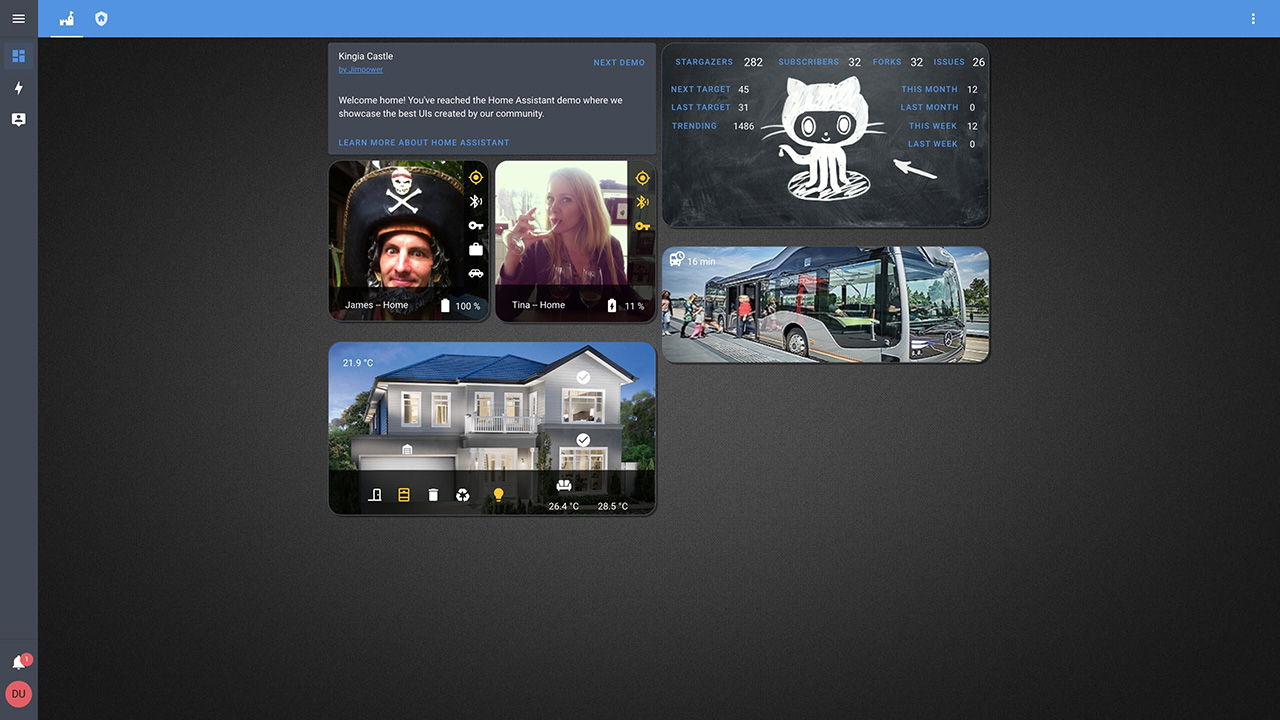 Kingia Castle
by Jimpower
NEXT DEMO
Welcome home! You've reached the Home Assistant demo where we
showcase the best UIs created by our community.
LEARN MORE ABOUT HOME ASSISTANT
James – Home
100 %
Tina – Home
11 %
21.9 °C
26.4 °C
28.5 °C
STARGAZERS 282 SUBSCRIBERS 32 FORKS 32 ISSUES 26
NEXT TARGET 45
LAST TARGET 31
TRENDING 1486
THIS MONTH 12
LAST MONTH 0
THIS WEEK 12
LAST WEEK 0
16 min
1
DU